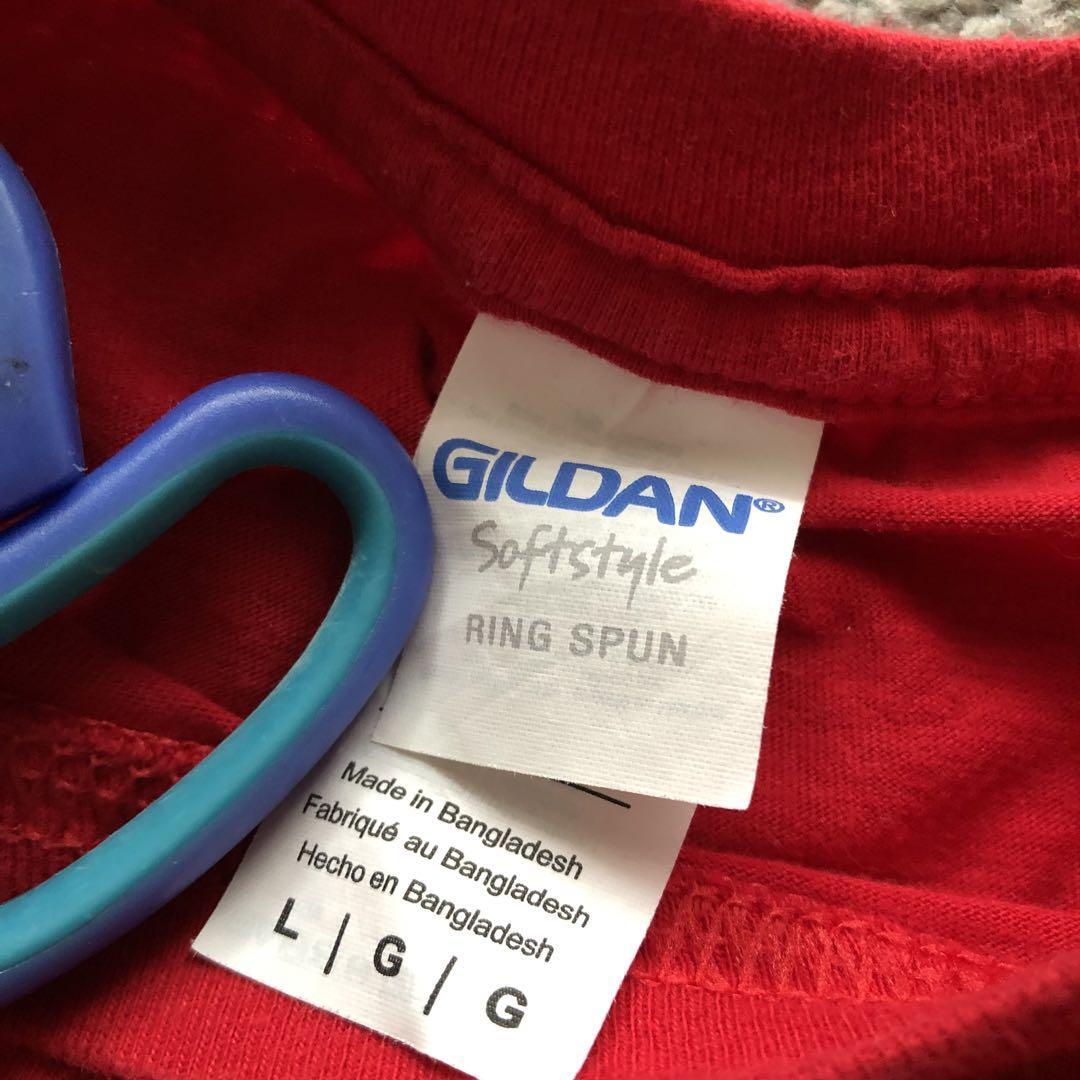 GILDAN®
Softstyle
RING SPUN
Made in Bangladesh
Fabriqué au Bangladesh
Hecho en Bangladesh
L / G / G